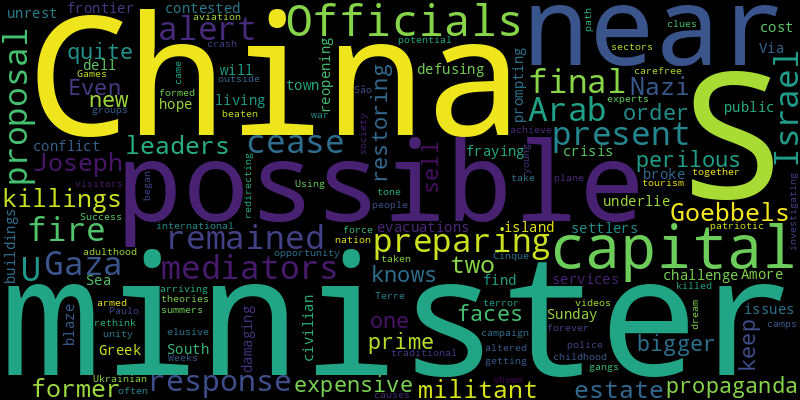 unrest
frontier
aviation
contested
alert
crash
Officials
potential
near
path
clues
cost
Via
sectors
carefree
experts
China
quite
dell
Games
Even
new
groups
formed
came
will
outside
hope
living
beaten
town
reopening
São
defusing
prompting
final
Nazi
Arab
order
public
S
Israel
proposal
conflict
leaders
cease
war
society
restoring
achieve
present
Joseph
visitors
possible
sell
fraying
crisis
perilous
broke
together
young
take
plane
tourism
killings
began
Success
adulthood
redirecting
Using
tone
people
underlie
Goebbels
patriotic
investigating
buildings
fire
remained
international
evacuations
force
nation
opportunity
island
settlers
preparing
capital
U
Gaza
Sea
mediators
taken
knows
two
Cinque
find
services
challenge
Amore
killed
minister
armed
arriving
theories
summers
Paulo
rethink
unity
blaze
elusive
Greek
South
Weeks
damaging
civilian
Terre
one
prime
faces
terror
campaign
altered
getting
traditional
videos
Sunday
forever
police
childhood
gangs
issues
bigger
dream
keep
camps
former
Ukrainian
often
response
expensive
causes
militant
short
estate
propaganda